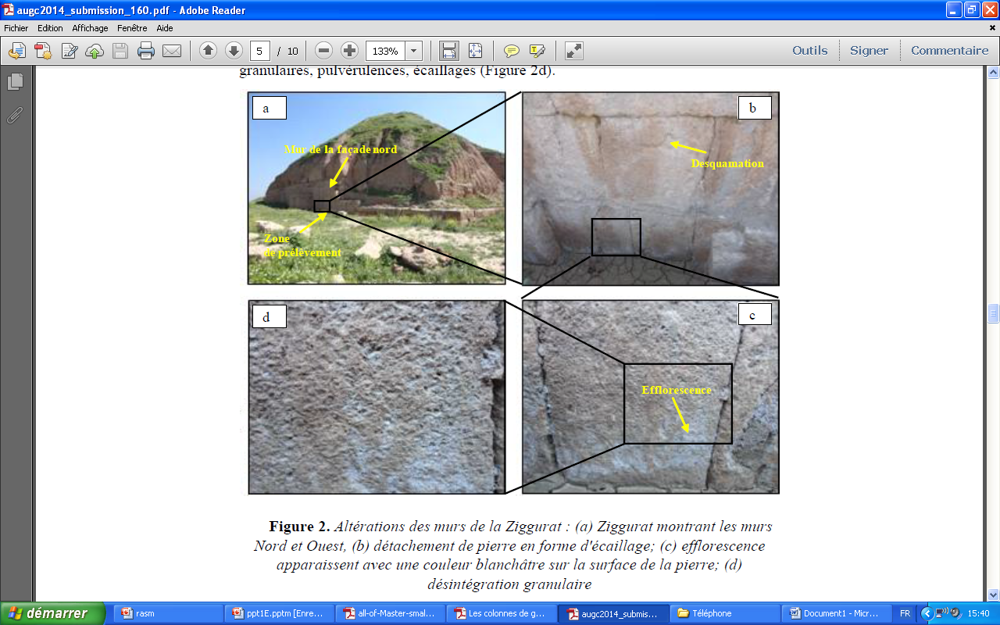 augc2014_submission_160.pdf - Adobe Reader
Fichier Edition Affichage Fenêtre Aide
5 / 10 133% Outils Signer Commentaire
granulaires, pulvérulences, écaillages (Figure 2d).
a
Mur de la façade nord
Zone
de prélèvement
b
Desquamation
d
c
Efflorescence
Figure 2. Altérations des murs de la Ziggurat : (a) Ziggurat montrant les murs
Nord et Ouest, (b) détachement de pierre en forme d'écaillage; (c) efflorescence
apparaissent avec une couleur blanchâtre sur la surface de la pierre; (d)
désintégration granulaire
démarrer rasm ppt1E.pptm [Enre... all-of-Master-smal... Les colonnes de g... augc2014_submis... Téléphone Document1 - Micr... FR 15:40